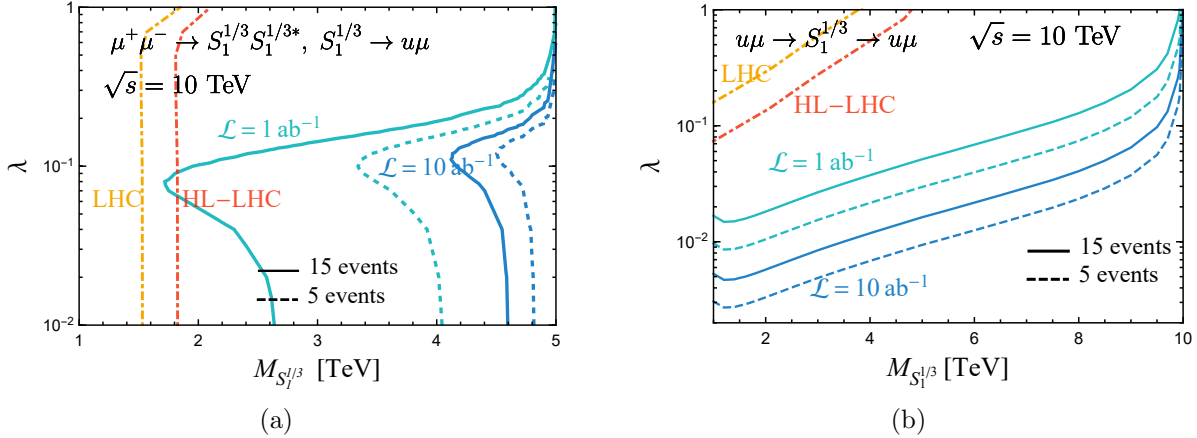 μ⁺μ⁻ → S₁^{1/3}S₁^{1/3*}, S₁^{1/3} → uμ
√s = 10 TeV
ℒ = 1 ab⁻¹
ℒ = 10 ab⁻¹
LHC
HL−LHC
15 events
5 events
λ
1
10⁻¹
10⁻²
1 2 3 4 5
M_{S₁^{1/3}} [TeV]
(a)
uμ → S₁^{1/3} → uμ √s = 10 TeV
LHC
HL−LHC
ℒ = 1 ab⁻¹
ℒ = 10 ab⁻¹
15 events
5 events
λ
1
10⁻¹
10⁻²
2 4 6 8 10
M_{S₁^{1/3}} [TeV]
(b)